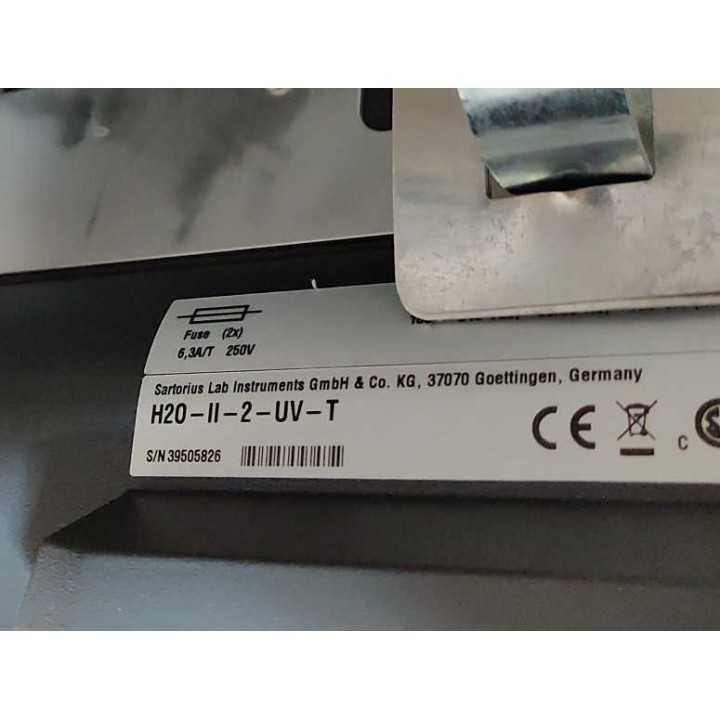 Fuse (2x)
6,3A/T 250V
Sartorius Lab Instruments GmbH & Co. KG, 37070 Goettingen, Germany
H2O-II-2-UV-T
S/N 39505826
CE
C